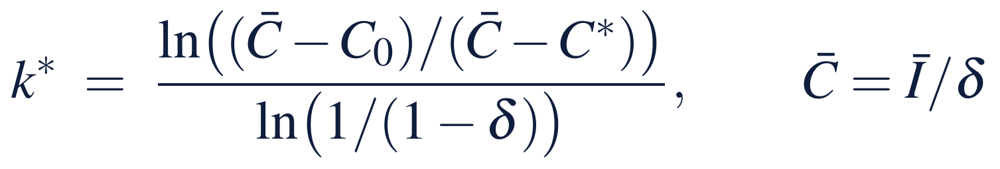 k* = ln((C̄ − C₀)/(C̄ − C*)) / ln(1/(1 − δ)), C̄ = Ī/δ